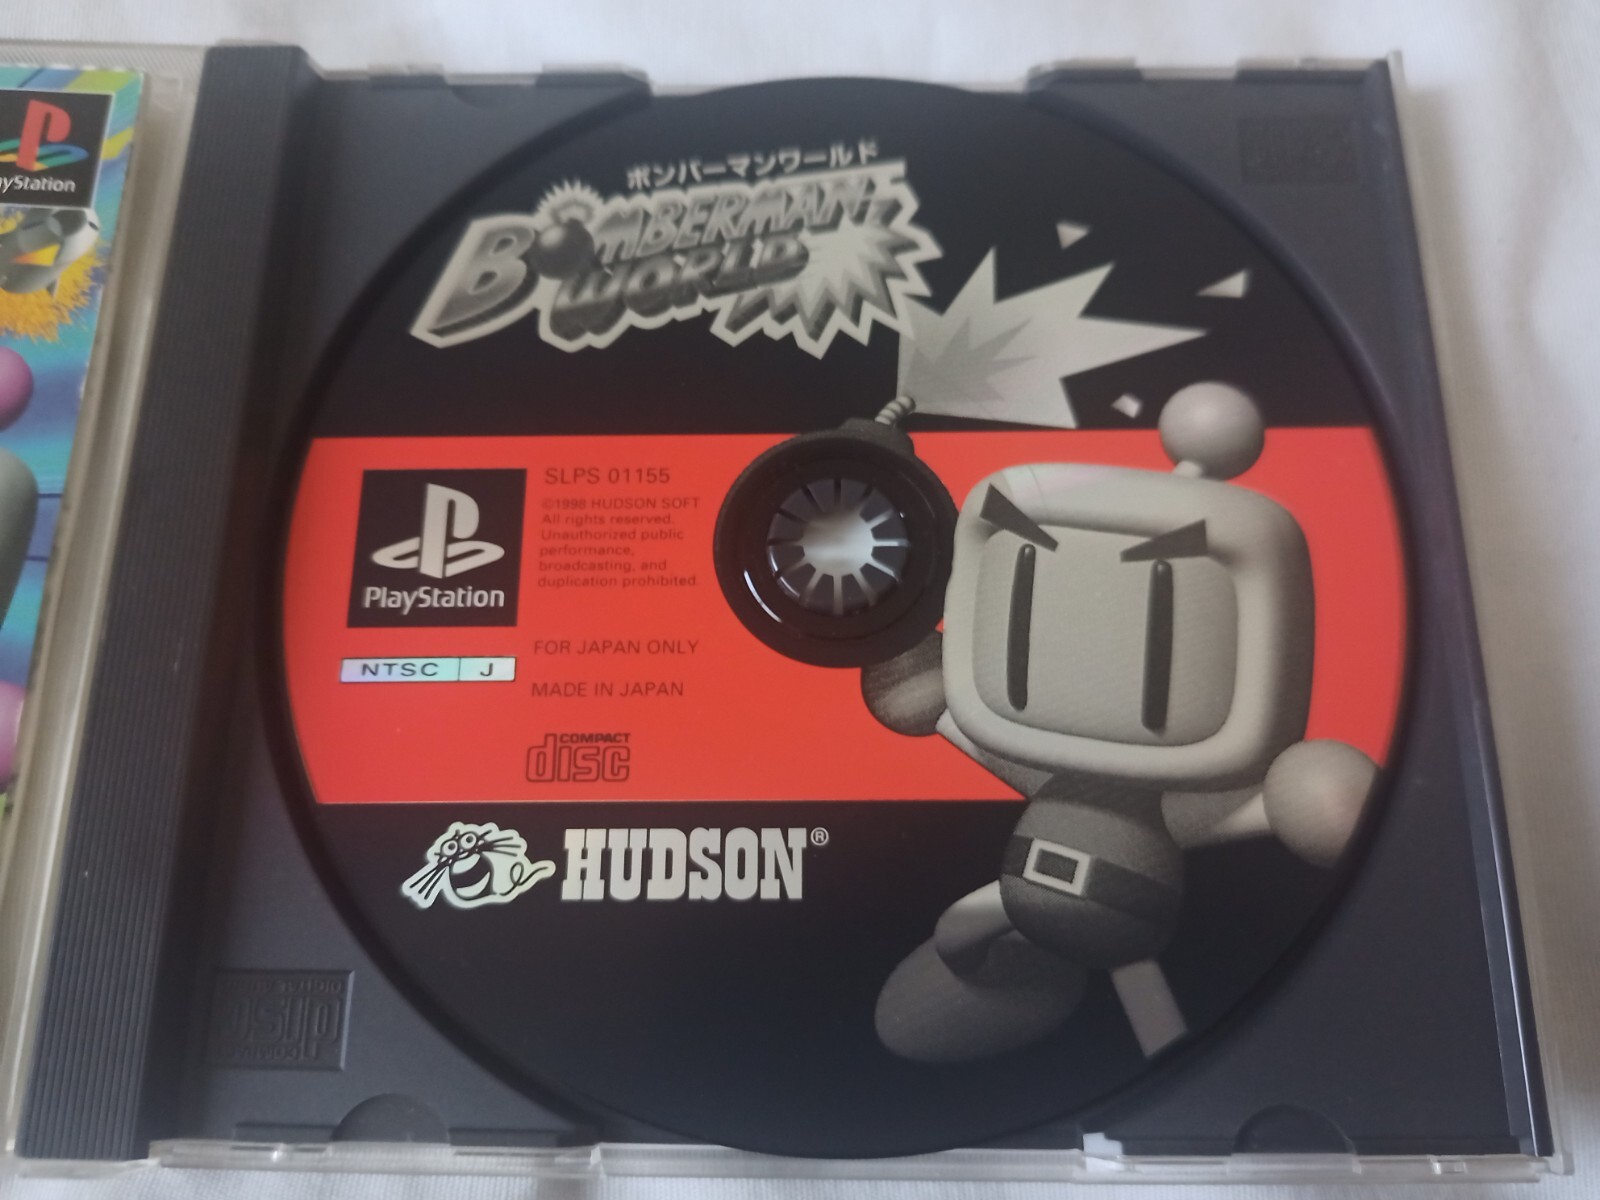 PlayStation
ボンバーマンワールド
BOMBERMAN
WORLD
SLPS 01155
©1998 HUDSON SOFT
All rights reserved.
Unauthorized public
performance,
broadcasting, and
duplication prohibited.
PlayStation
NTSC J
FOR JAPAN ONLY
MADE IN JAPAN
COMPACT
disc
HUDSON®
COMPACT
disc